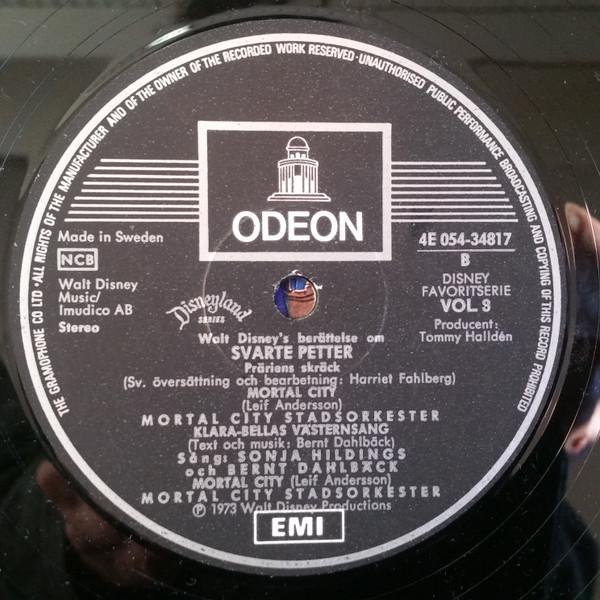 THE GRAMOPHONE CO LTD · ALL RIGHTS OF THE MANUFACTURER AND OF THE OWNER OF THE RECORDED WORK RESERVED · UNAUTHORISED PUBLIC PERFORMANCE BROADCASTING AND COPYING OF THIS RECORD PROHIBITED
ODEON
Made in Sweden
NCB
Walt Disney
Music/
Imudico AB
Stereo
4E 054-34817
B
DISNEY
FAVORITSERIE
VOL 8
Producent:
Tommy Halldén
Disneyland
SERIES
Walt Disney's berättelse om
SVARTE PETTER
Präriens skräck
(Sv. översättning och bearbetning: Harriet Fahlberg)
MORTAL CITY
(Leif Andersson)
MORTAL CITY STADSORKESTER
KLARA-BELLAS VÄSTERNSANG
(Text och musik: Bernt Dahlbäck)
Sång: SONJA HILDINGS
och BERNT DAHLBÄCK
MORTAL CITY (Leif Andersson)
MORTAL CITY STADSORKESTER
Ⓟ 1973 Walt Disney Productions
EMI